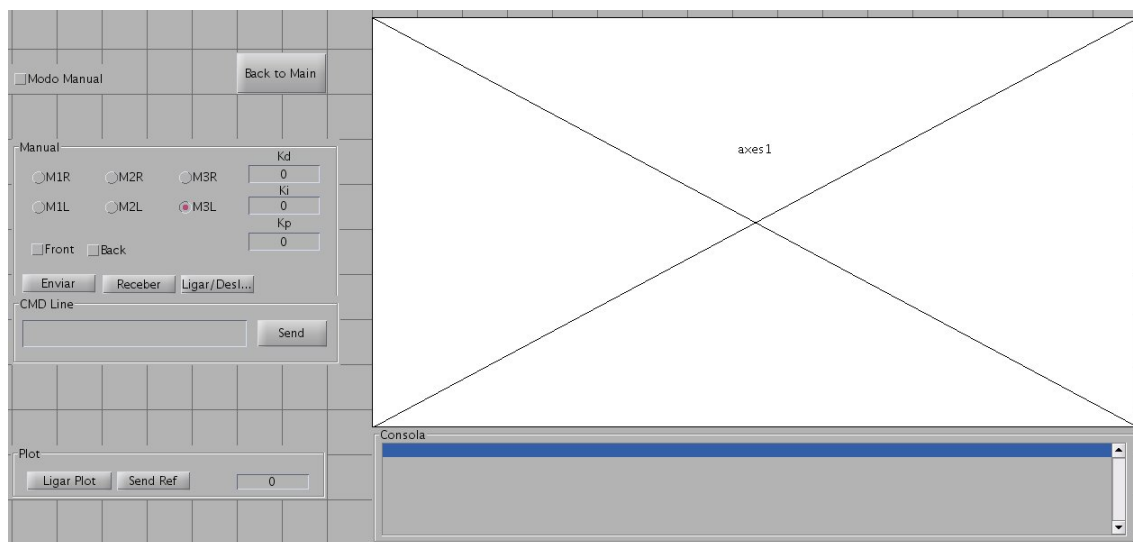 Modo Manual
Back to Main
axes1
Manual
Kd
M1R M2R M3R 0
Ki
M1L M2L M3L 0
Kp
0
Front Back
Enviar Receber Ligar/Desl...
CMD Line
Send
Consola
Plot
Ligar Plot Send Ref 0